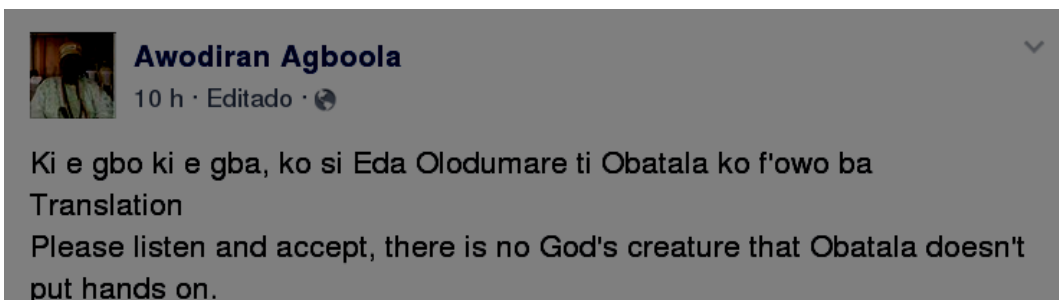 Awodiran Agboola
10 h · Editado ·
Ki e gbo ki e gba, ko si Eda Olodumare ti Obatala ko f'owo ba
Translation
Please listen and accept, there is no God's creature that Obatala doesn't
put hands on.